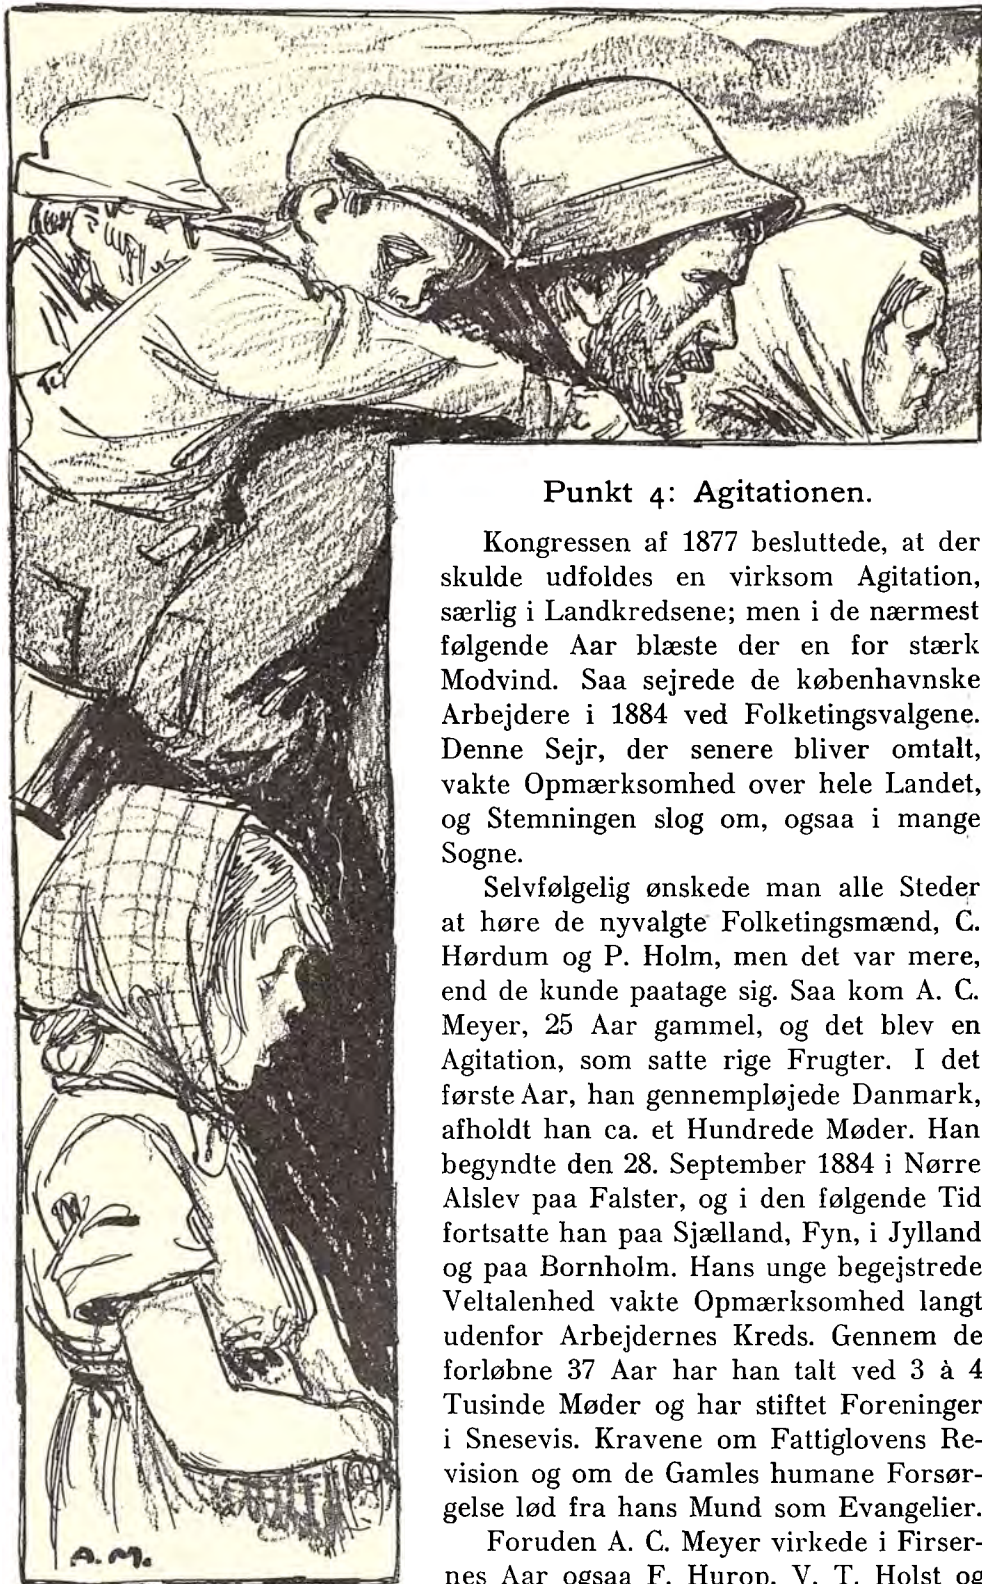 Punkt 4: Agitationen.
Kongressen af 1877 besluttede, at der
skulde udfoldes en virksom Agitation,
særlig i Landkredsene; men i de nærmest
følgende Aar blæste der en for stærk
Modvind. Saa sejrede de københavnske
Arbejdere i 1884 ved Folketingsvalgene.
Denne Sejr, der senere bliver omtalt,
vakte Opmærksomhed over hele Landet,
og Stemningen slog om, ogsaa i mange
Sogne.
Selvfølgelig ønskede man alle Steder
at høre de nyvalgte Folketingsmænd, C.
Hørdum og P. Holm, men det var mere,
end de kunde paatage sig. Saa kom A. C.
Meyer, 25 Aar gammel, og det blev en
Agitation, som satte rige Frugter. I det
første Aar, han gennempløjede Danmark,
afholdt han ca. et Hundrede Møder. Han
begyndte den 28. September 1884 i Nørre
Alslev paa Falster, og i den følgende Tid
fortsatte han paa Sjælland, Fyn, i Jylland
og paa Bornholm. Hans unge begejstrede
Veltalenhed vakte Opmærksomhed langt
udenfor Arbejdernes Kreds. Gennem de
forløbne 37 Aar har han talt ved 3 à 4
Tusinde Møder og har stiftet Foreninger
i Snesevis. Kravene om Fattiglovens Re-
vision og om de Gamles humane Forsør-
gelse lød fra hans Mund som Evangelier.
Foruden A. C. Meyer virkede i Firser-
nes Aar ogsaa F. Hurop, V. T. Holst og
A. M.